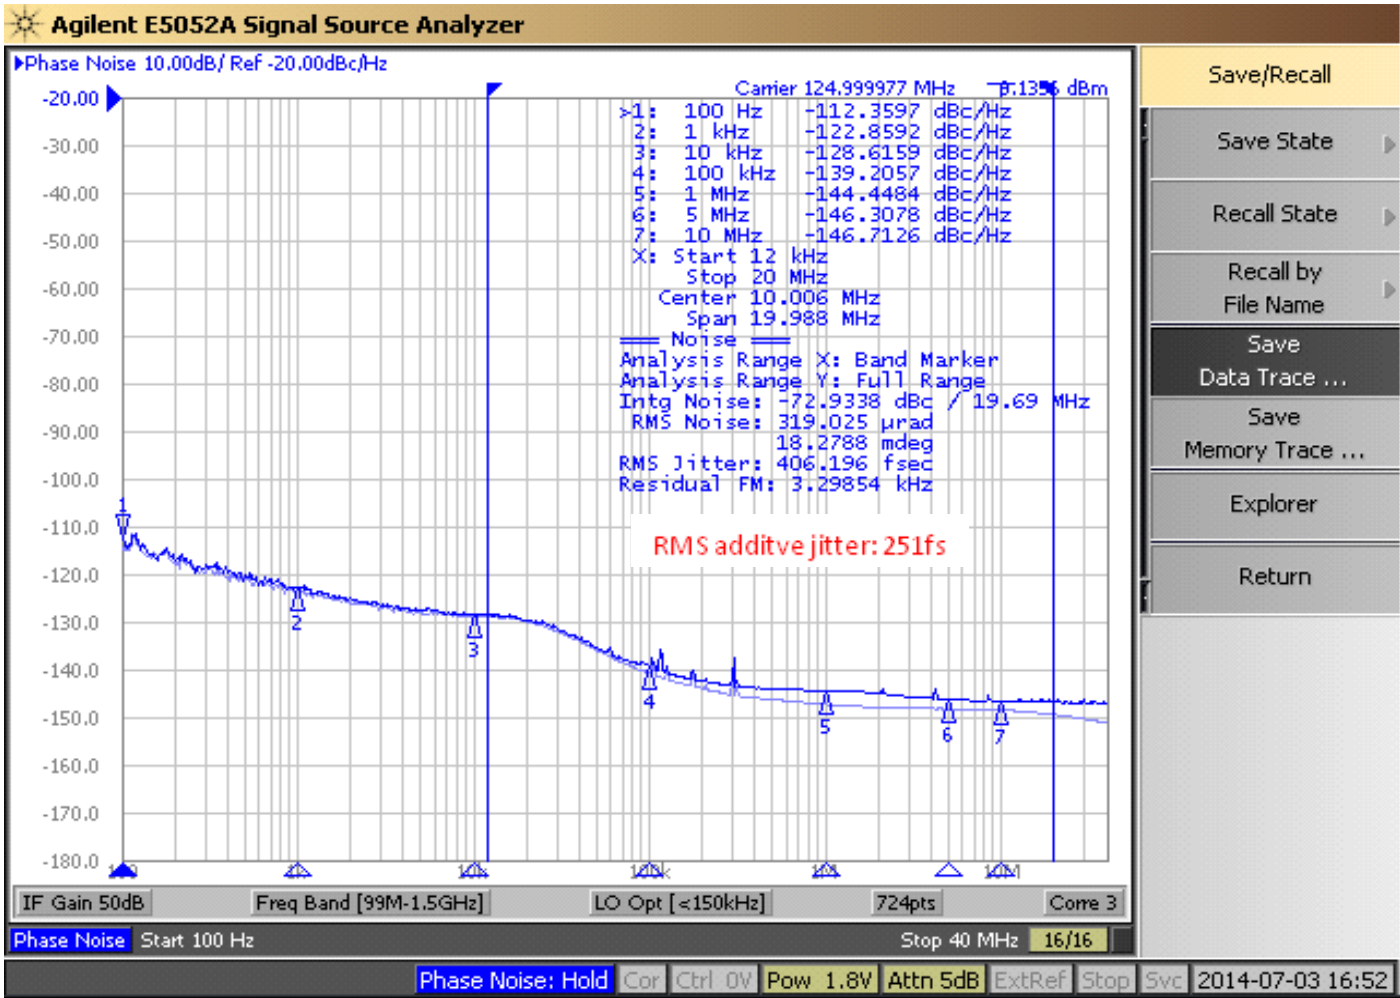 Agilent E5052A Signal Source Analyzer
Phase Noise 10.00dB/ Ref -20.00dBc/Hz
Carrier 124.999977 MHz dBm
-20.00
-30.00
-40.00
-50.00
-60.00
-70.00
-80.00
-90.00
-100.0
-110.0
-120.0
-130.0
-140.0
-150.0
-160.0
-170.0
-180.0
>1: 100 Hz -112.3597 dBc/Hz
2: 1 kHz -122.8592 dBc/Hz
3: 10 kHz -128.6159 dBc/Hz
4: 100 kHz -139.2057 dBc/Hz
5: 1 MHz -144.4484 dBc/Hz
6: 5 MHz -146.3078 dBc/Hz
7: 10 MHz -146.7126 dBc/Hz
X: Start 12 kHz
Stop 20 MHz
Center 10.006 MHz
Span 19.988 MHz
=== Noise ===
Analysis Range X: Band Marker
Analysis Range Y: Full Range
Intg Noise: -72.9338 dBc / 19.69 MHz
RMS Noise: 319.025 µrad
18.2788 mdeg
RMS Jitter: 406.196 fsec
Residual FM: 3.29854 kHz
RMS additve jitter: 251fs
1
2
3
4
5
6
7
IF Gain 50dB
Freq Band [99M-1.5GHz]
LO Opt [<150kHz]
724pts
Corre 3
Phase Noise Start 100 Hz
Stop 40 MHz 16/16
Phase Noise: Hold Cor Ctrl 0V Pow 1.8V Attn 5dB ExtRef Stop Svc 2014-07-03 16:52
Save/Recall
Save State
Recall State
Recall by
File Name
Save
Data Trace ...
Save
Memory Trace ...
Explorer
Return